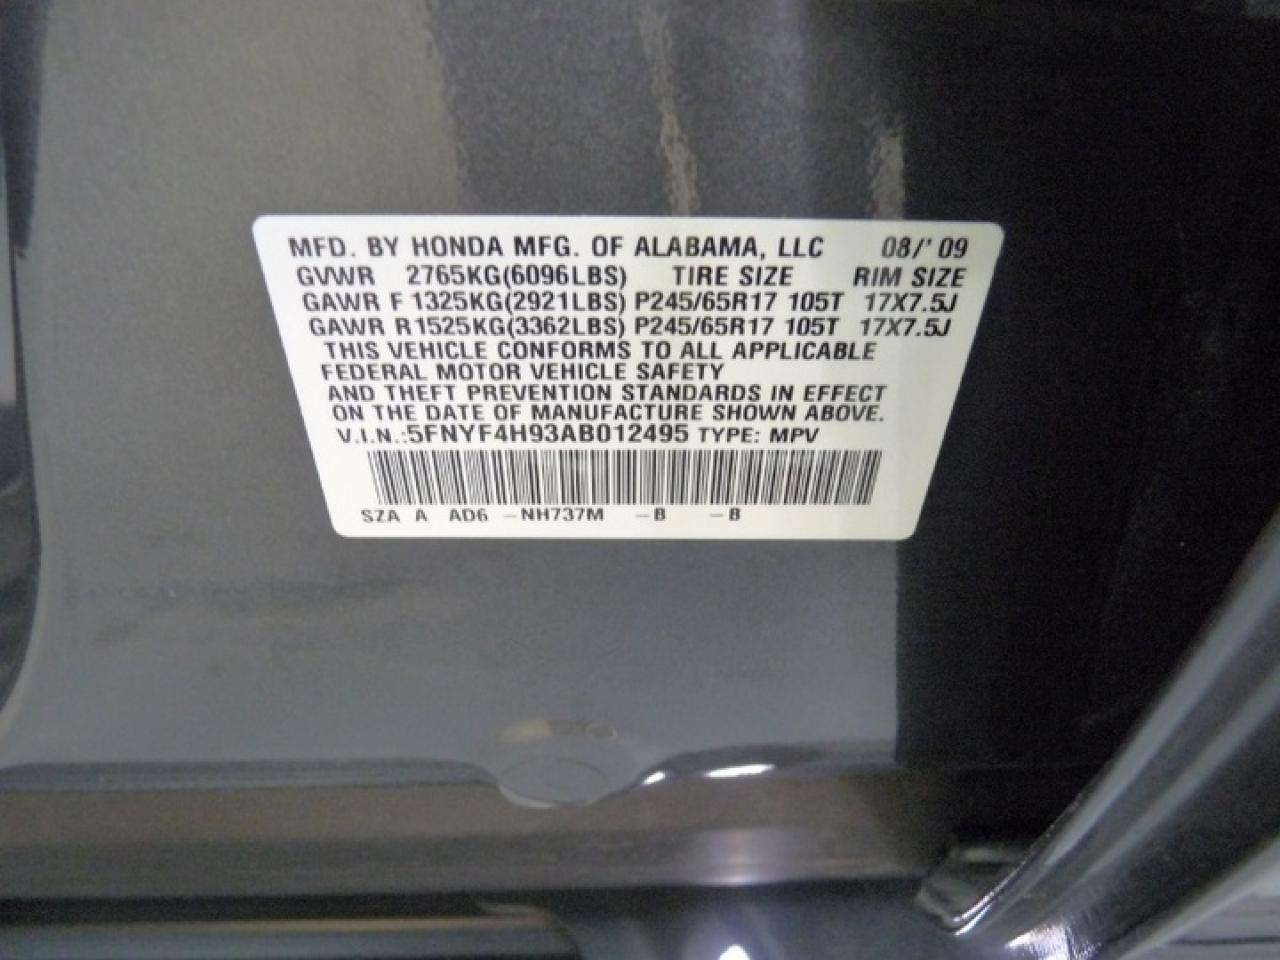 MFD. BY HONDA MFG. OF ALABAMA, LLC 08/'09
GVWR 2765KG(6096LBS) TIRE SIZE RIM SIZE
GAWR F 1325KG(2921LBS) P245/65R17 105T 17X7.5J
GAWR R1525KG(3362LBS) P245/65R17 105T 17X7.5J
THIS VEHICLE CONFORMS TO ALL APPLICABLE
FEDERAL MOTOR VEHICLE SAFETY
AND THEFT PREVENTION STANDARDS IN EFFECT
ON THE DATE OF MANUFACTURE SHOWN ABOVE.
V.I.N.:5FNYF4H93AB012495 TYPE: MPV
SZA A AD6 -NH737M -B -B